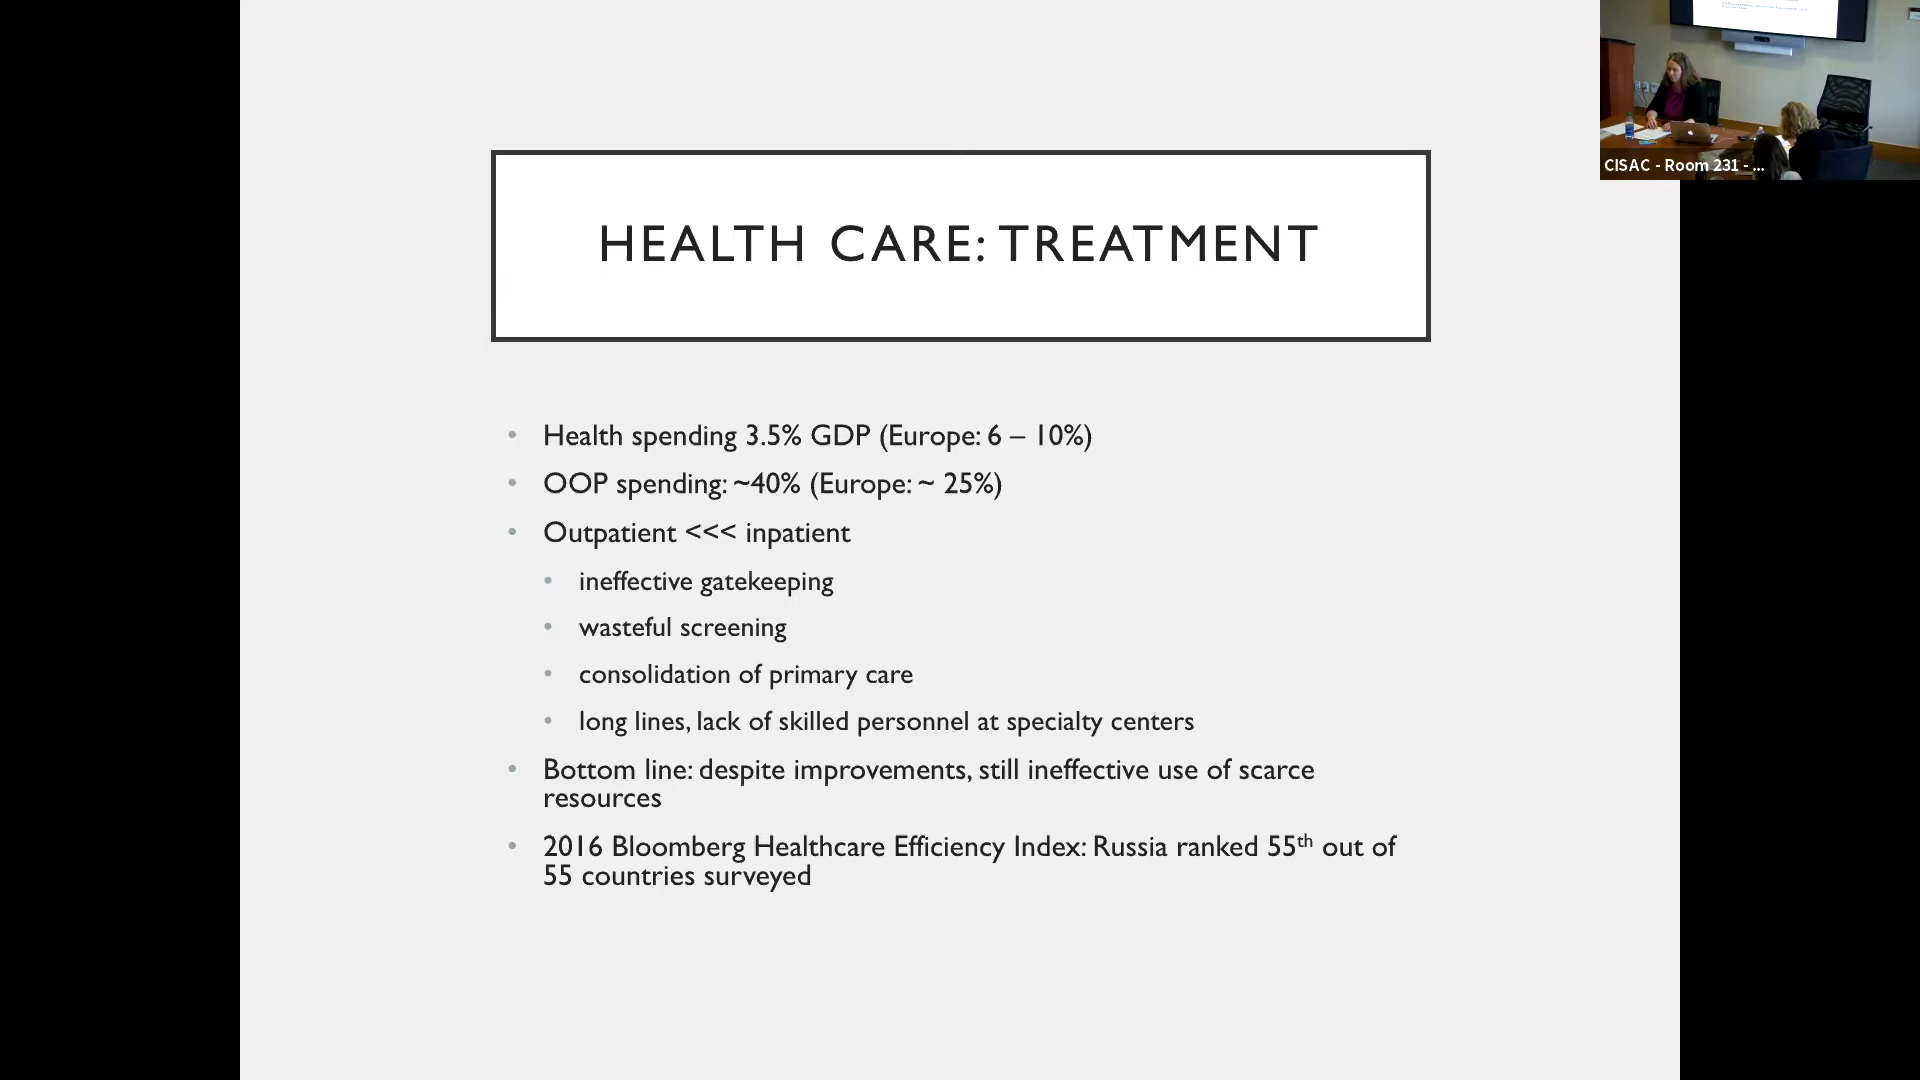 HEALTH CARE: TREATMENT
• Health spending 3.5% GDP (Europe: 6 – 10%)
• OOP spending: ~40% (Europe: ~ 25%)
• Outpatient <<< inpatient
• ineffective gatekeeping
• wasteful screening
• consolidation of primary care
• long lines, lack of skilled personnel at specialty centers
• Bottom line: despite improvements, still ineffective use of scarce
resources
• 2016 Bloomberg Healthcare Efficiency Index: Russia ranked 55th out of
55 countries surveyed
CISAC - Room 231 - ...